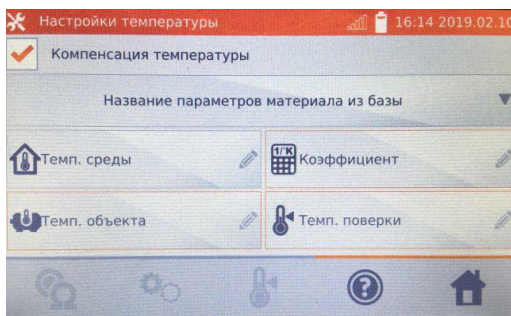 Настройки температуры 16:14 2019.02.10
Компенсация температуры
Название параметров материала из базы
Темп. среды
1/°K Коэффициент
Темп. объекта
Темп. поверки
?